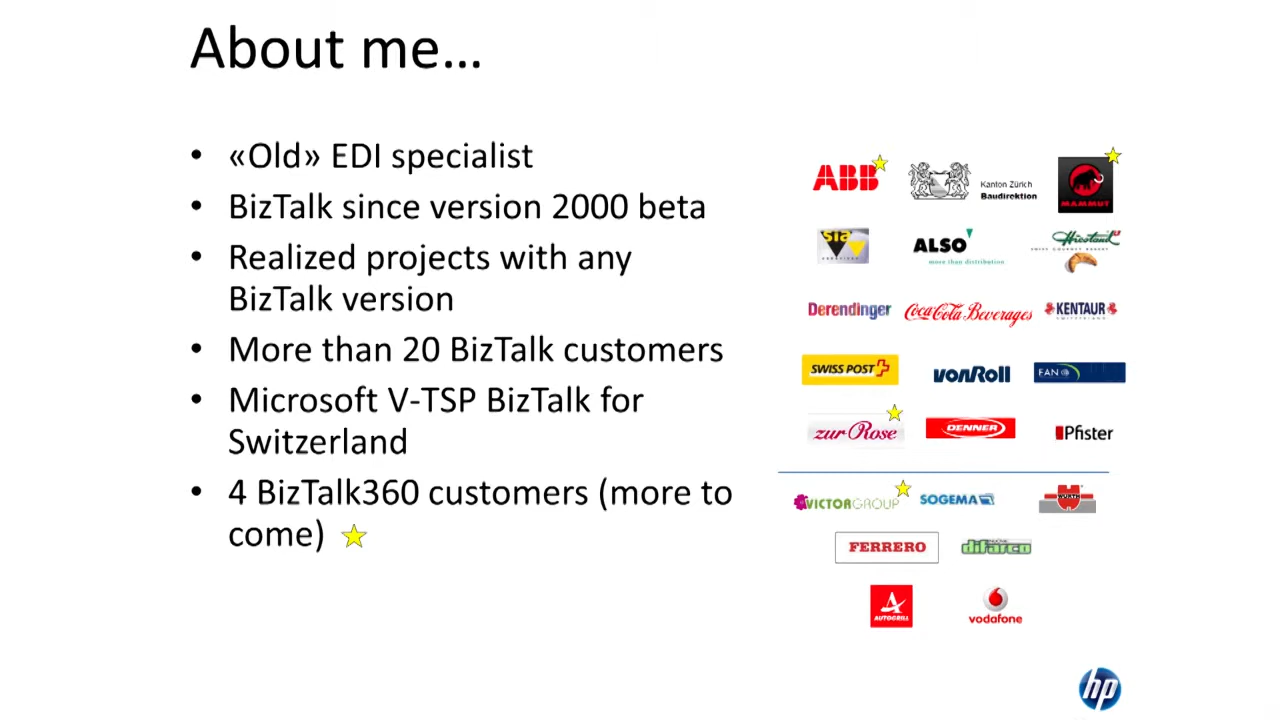 About me...
• «Old» EDI specialist
• BizTalk since version 2000 beta
• Realized projects with any
BizTalk version
• More than 20 BizTalk customers
• Microsoft V-TSP BizTalk for
Switzerland
• 4 BizTalk360 customers (more to
come)
ABB
Kanton Zürich
Baudirektion
MAMMUT
sia
ALSO
more than distribution
Hiestand
Derendinger
Coca-Cola Beverages
KENTAUR
SWISS POST
vonRoll
zur Rose
DENNER
Pfister
VICTORGROUP
SOGEMA
WÜRTH
FERRERO
difarco
AUTOGRILL
vodafone
hp